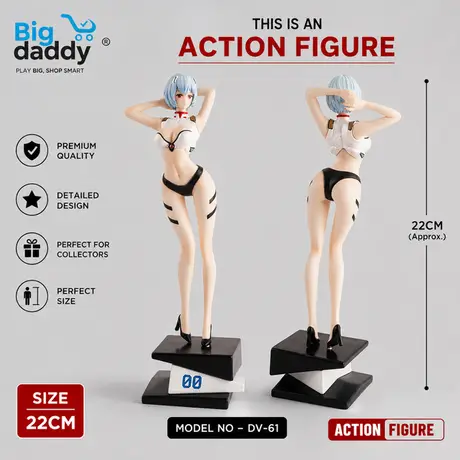 Big
daddy ®
PLAY BIG, SHOP SMART
THIS IS AN
ACTION FIGURE
PREMIUM
QUALITY
DETAILED
DESIGN
PERFECT FOR
COLLECTORS
PERFECT
SIZE
22CM
(Approx.)
00
SIZE
22CM
MODEL NO – DV-61
ACTION FIGURE